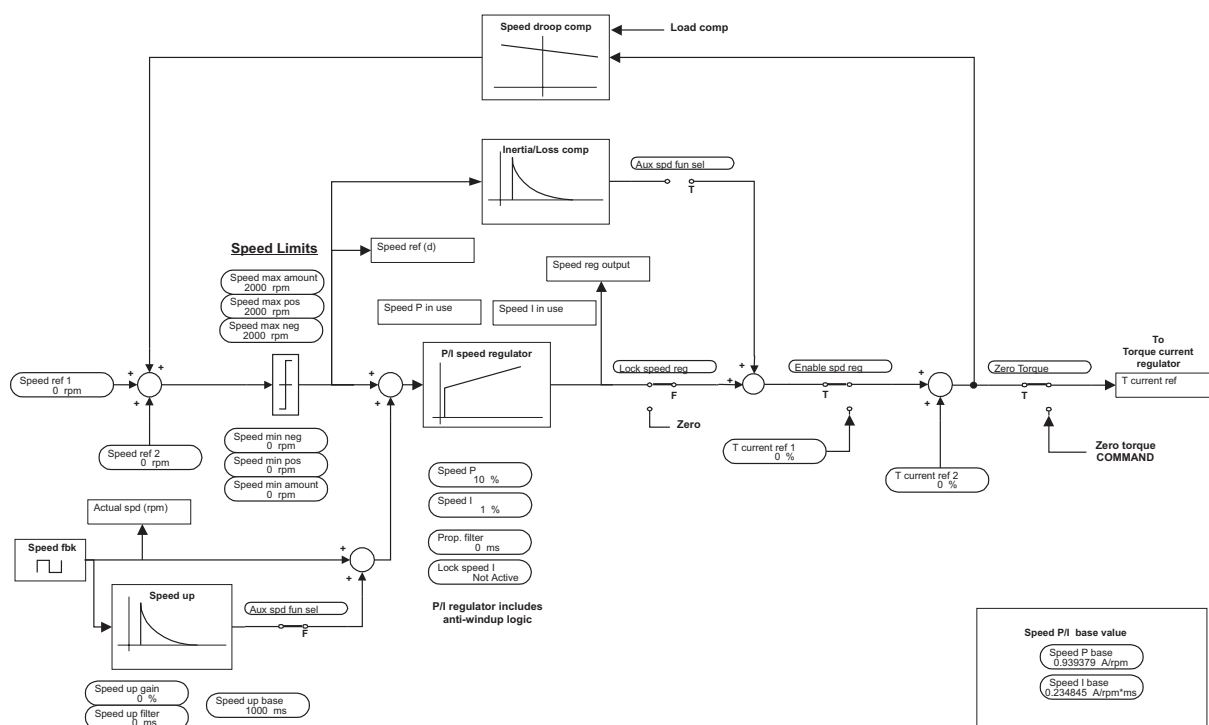 Speed droop comp
Load comp
Inertia/Loss comp
Aux spd fun sel
T
Speed Limits
Speed ref (d)
Speed reg output
Speed max amount
2000 rpm
Speed max pos
2000 rpm
Speed max neg
2000 rpm
Speed P in use
Speed I in use
P/I speed regulator
To
Torque current
regulator
Speed ref 1
0 rpm
+
+
+
+
+
Lock speed reg
F
+
+
Enable spd reg
T
+
+
Zero Torque
T
T current ref
Zero
Speed ref 2
0 rpm
Speed min neg
0 rpm
Speed min pos
0 rpm
Speed min amount
0 rpm
T current ref 1
0 %
Zero torque
COMMAND
T current ref 2
0 %
Speed P
10 %
Speed I
1 %
Prop. filter
0 ms
Lock speed I
Not Active
P/I regulator includes
anti-windup logic
Actual spd (rpm)
Speed fbk
+
+
Speed up
Aux spd fun sel
F
Speed up gain
0 %
Speed up filter
0 ms
Speed up base
1000 ms
Speed P/I base value
Speed P base
0.939379 A/rpm
Speed I base
0.234845 A/rpm*ms